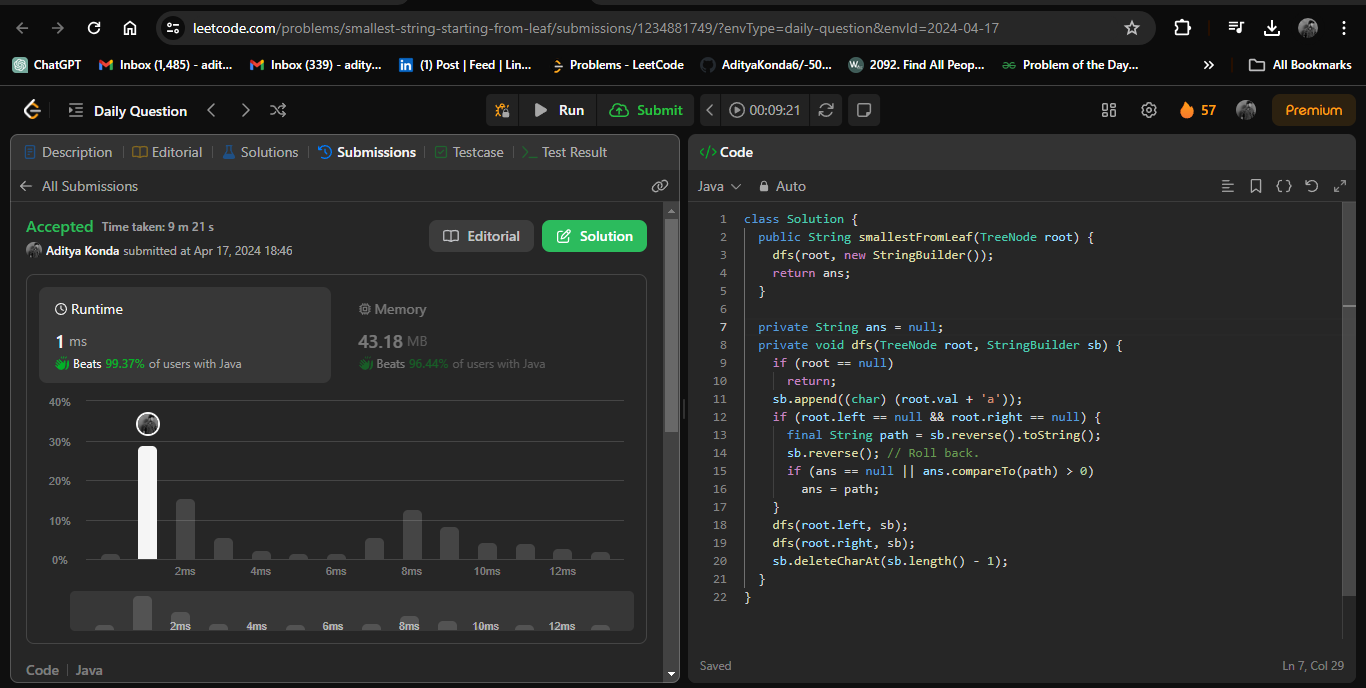 leetcode.com/problems/smallest-string-starting-from-leaf/submissions/1234881749/?envType=daily-question&envId=2024-04-17
ChatGPT Inbox (1,485) - adit... Inbox (339) - adity... (1) Post | Feed | Lin... Problems - LeetCode AdityaKonda6/-50... 2092. Find All Peop... Problem of the Day... » All Bookmarks
Daily Question Run Submit 00:09:21 57 Premium
Description Editorial Solutions Submissions Testcase Test Result
All Submissions
Accepted Time taken: 9 m 21 s
Aditya Konda submitted at Apr 17, 2024 18:46
Editorial Solution
Runtime
1 ms
Beats 99.37% of users with Java
Memory
43.18 MB
Beats 96.44% of users with Java
40%
30%
20%
10%
0%
2ms 4ms 6ms 8ms 10ms 12ms
2ms 4ms 6ms 8ms 10ms 12ms
Code | Java
</> Code
Java Auto
1 class Solution {
2 public String smallestFromLeaf(TreeNode root) {
3 dfs(root, new StringBuilder());
4 return ans;
5 }
6
7 private String ans = null;
8 private void dfs(TreeNode root, StringBuilder sb) {
9 if (root == null)
10 return;
11 sb.append((char) (root.val + 'a'));
12 if (root.left == null && root.right == null) {
13 final String path = sb.reverse().toString();
14 sb.reverse(); // Roll back.
15 if (ans == null || ans.compareTo(path) > 0)
16 ans = path;
17 }
18 dfs(root.left, sb);
19 dfs(root.right, sb);
20 sb.deleteCharAt(sb.length() - 1);
21 }
22 }
Saved Ln 7, Col 29